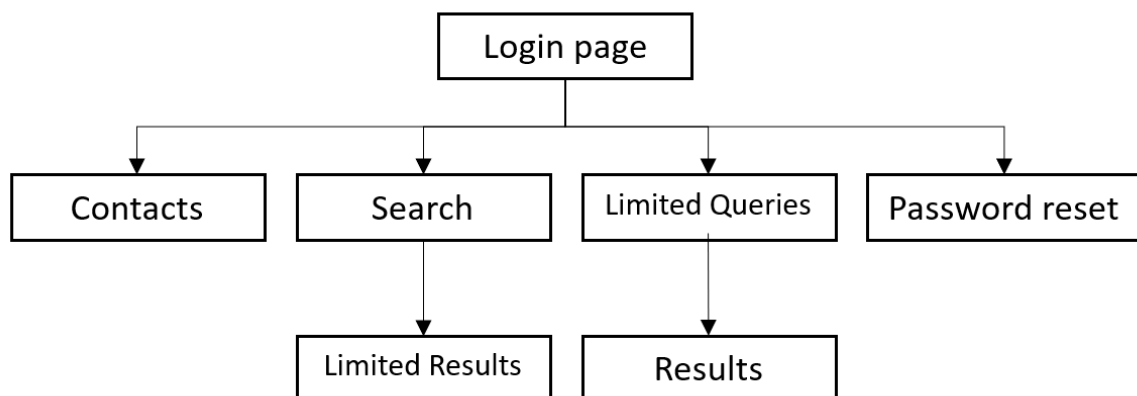 Login page
Contacts
Search
Limited Queries
Password reset
Limited Results
Results